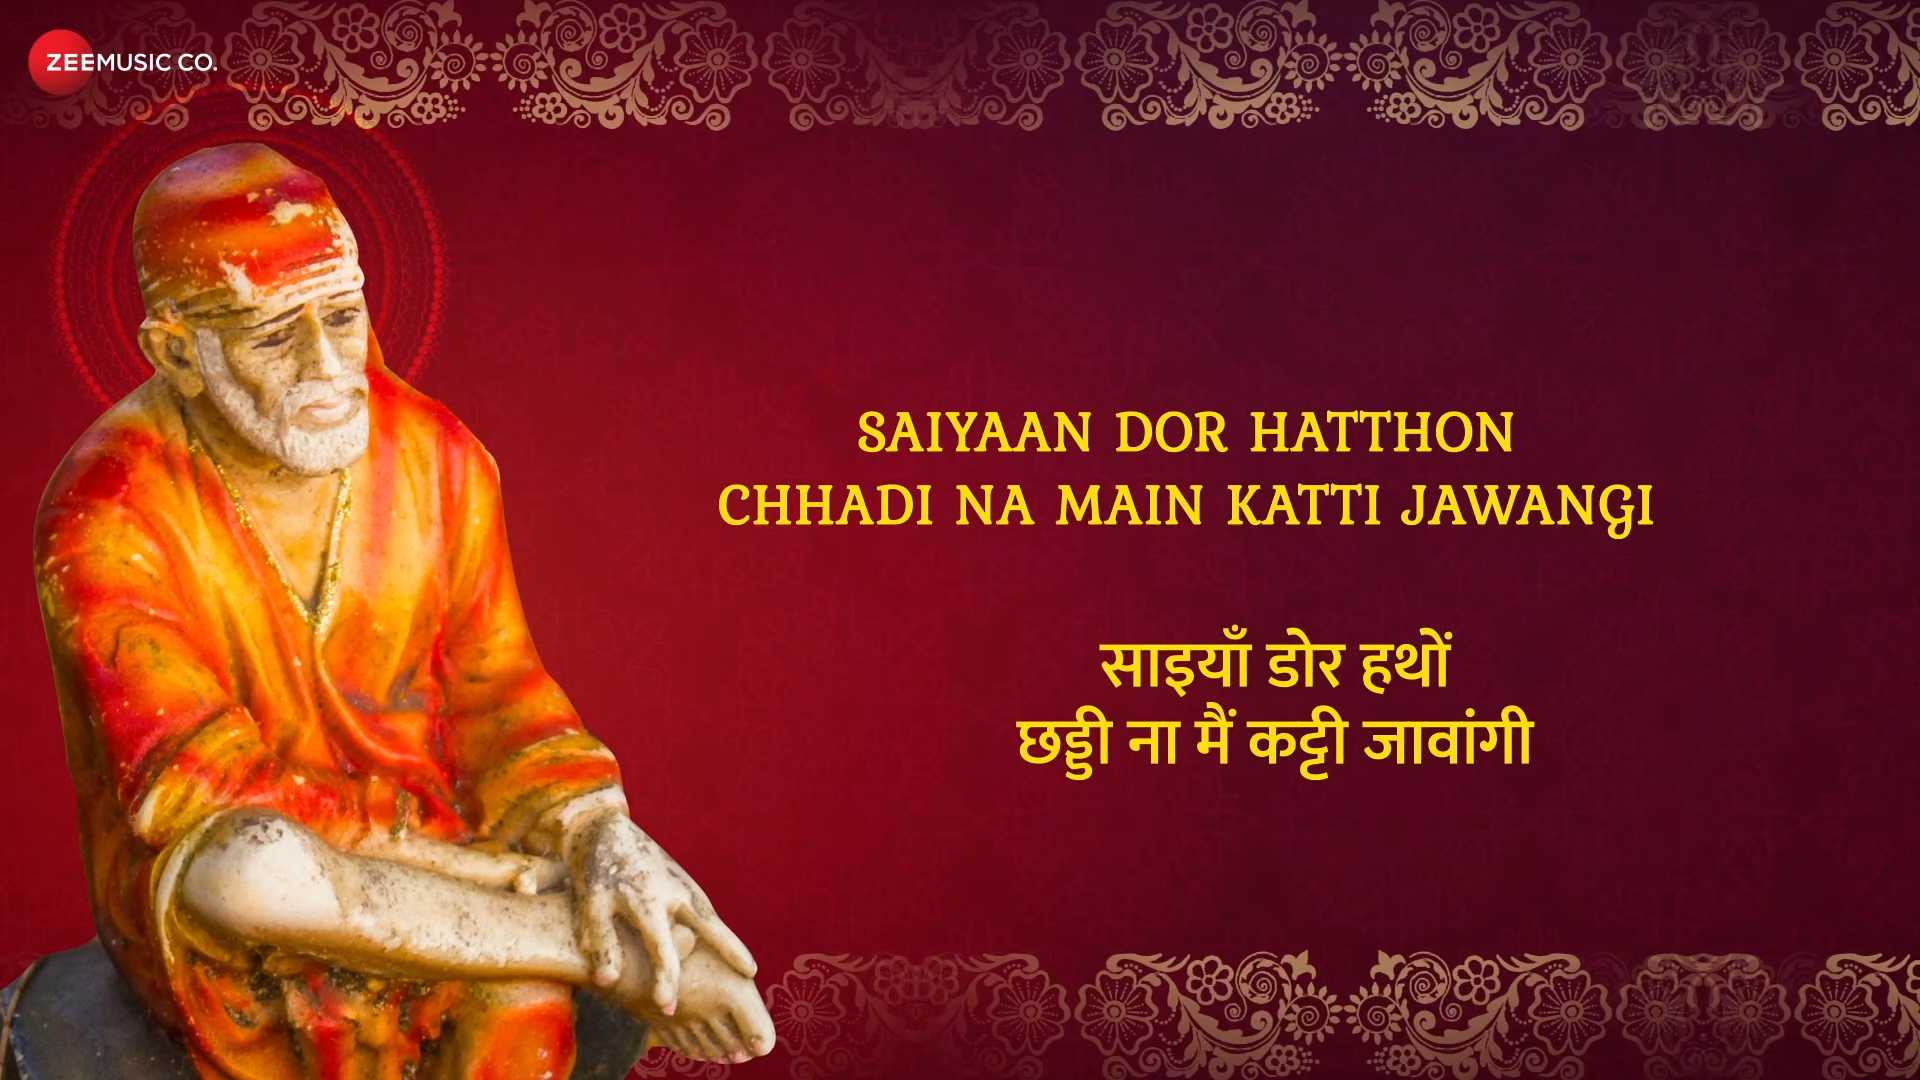 ZEEMUSIC CO.
SAIYAAN DOR HATTHON
CHHADI NA MAIN KATTI JAWANGI
साइयाँ डोर हथों
छड्डी ना मैं कट्टी जावांगी